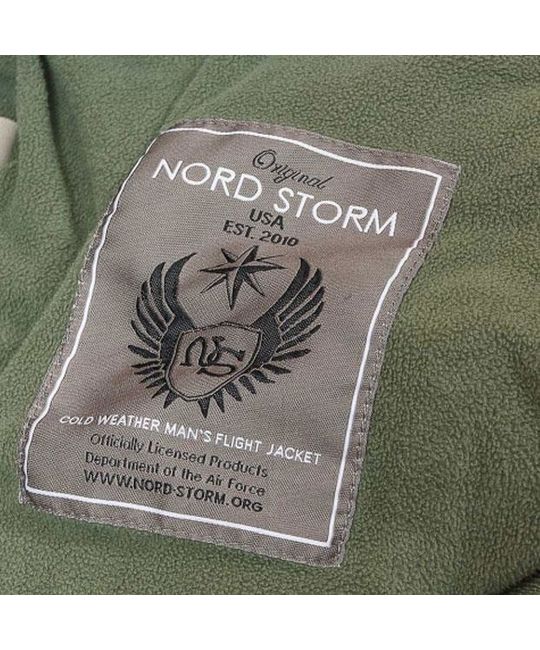 Original
NORD STORM
USA
EST. 2010
NS
COLD WEATHER MAN'S FLIGHT JACKET
Officially Licensed Products
Department of the Air Force
WWW.NORD-STORM.ORG